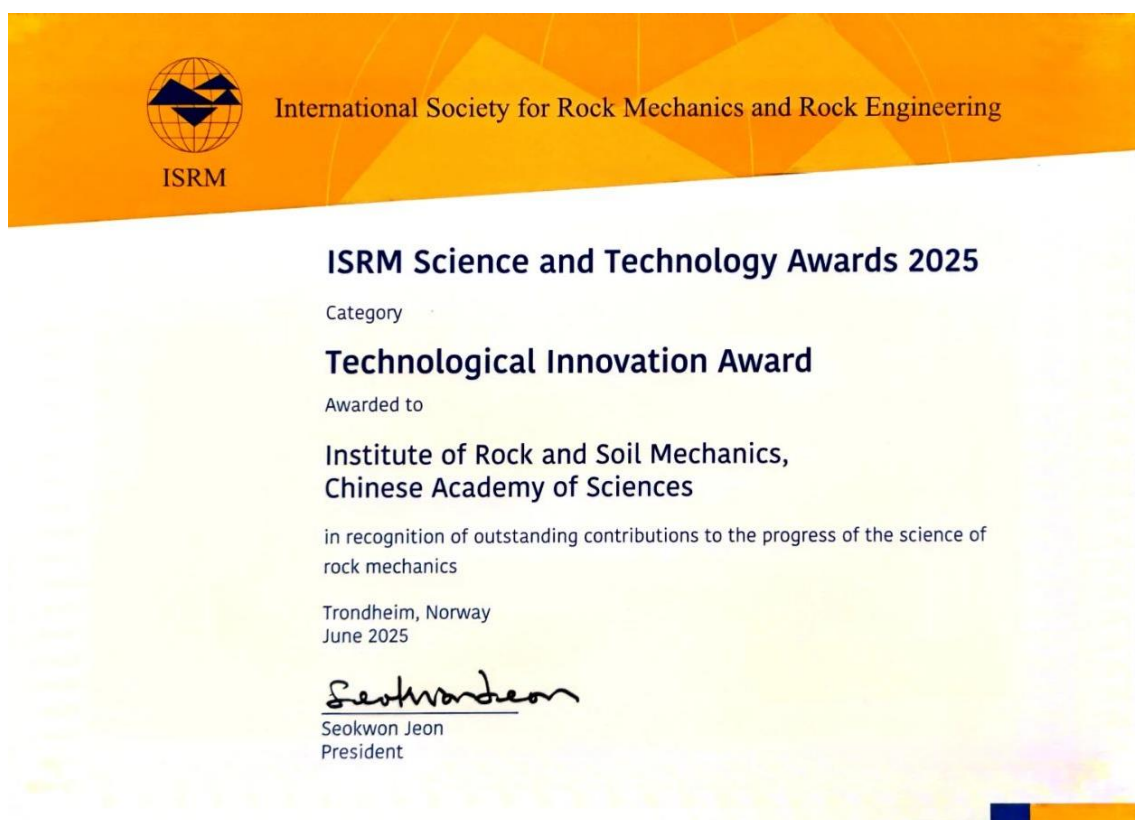 International Society for Rock Mechanics and Rock Engineering
ISRM
ISRM Science and Technology Awards 2025
Category
Technological Innovation Award
Awarded to
Institute of Rock and Soil Mechanics,
Chinese Academy of Sciences
in recognition of outstanding contributions to the progress of the science of
rock mechanics
Trondheim, Norway
June 2025
Seokwon Jeon
Seokwon Jeon
President